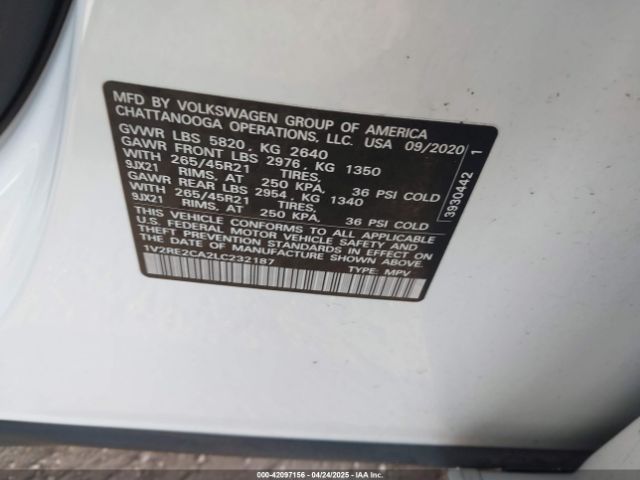 MFD BY VOLKSWAGEN GROUP OF AMERICA
CHATTANOOGA OPERATIONS, LLC. USA 09/2020
GVWR LBS 5820 , KG 2640
GAWR FRONT LBS 2976 , KG 1350
WITH 265/45R21 TIRES,
9JX21 RIMS, AT 250 KPA, 36 PSI COLD
GAWR REAR LBS 2954 , KG 1340
WITH 265/45R21 TIRES,
9JX21 RIMS, AT 250 KPA, 36 PSI COLD
THIS VEHICLE CONFORMS TO ALL APPLICABLE
U.S. FEDERAL MOTOR VEHICLE SAFETY AND
THEFT PREVENTION STANDARDS IN EFFECT ON
THE DATE OF MANUFACTURE SHOWN ABOVE.
1V2RE2CA2LC232187 TYPE: MPV
3930442 1
000-42097156 - 04/24/2025 - IAAI.COM